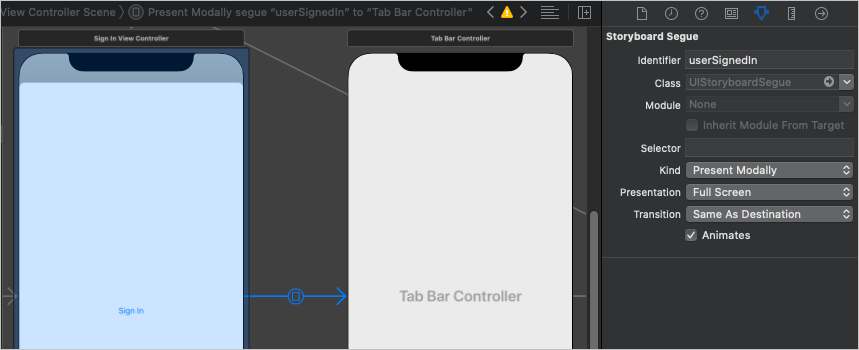 View Controller Scene 〉 Present Modally segue “userSignedIn” to “Tab Bar Controller”
Sign In View Controller
Tab Bar Controller
Sign In
Tab Bar Controller
Storyboard Segue
Identifier userSignedIn
Class UIStoryboardSegue
Module None
Inherit Module From Target
Selector
Kind Present Modally
Presentation Full Screen
Transition Same As Destination
Animates